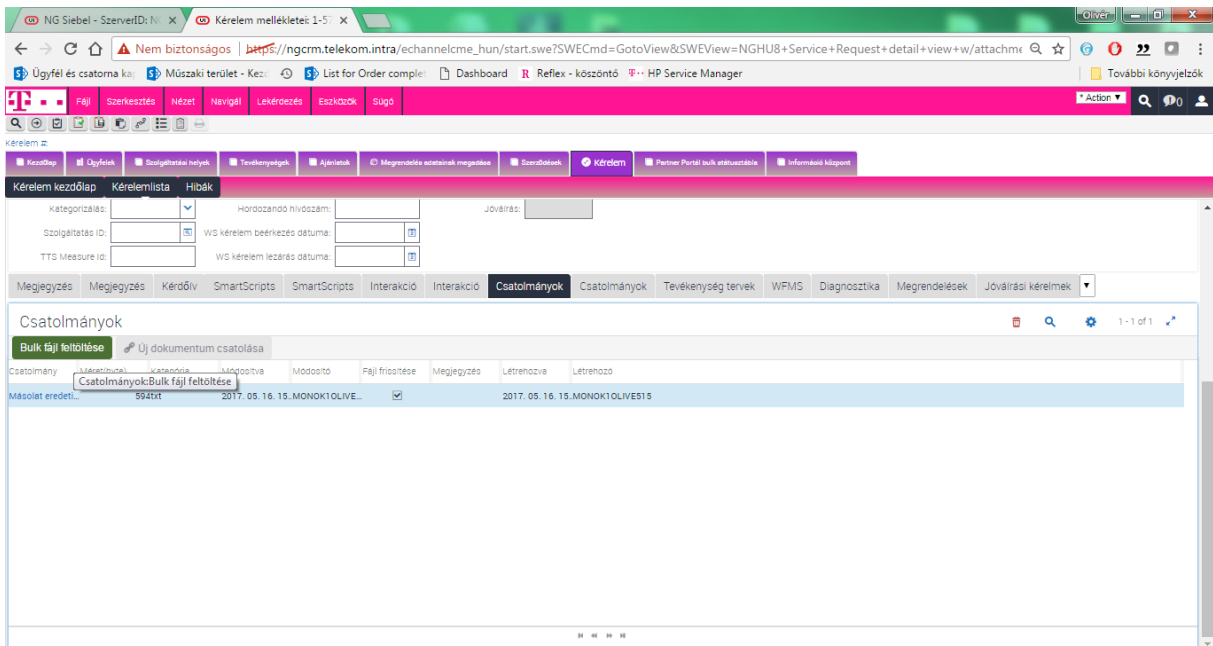 NG Siebel - SzerverID: NG
Kérelem mellékletei: 1-57
Olivér
Nem biztonságos | https://ngcrm.telekom.intra/echannelcme_hun/start.swe?SWECmd=GotoView&SWEView=NGHU8+Service+Request+detail+view+w/attachme
Ügyfél és csatorna ka
Műszaki terület - Kez
List for Order comple
Dashboard
R Reflex - köszöntő
HP Service Manager
További könyvjelzők
T
Fájl Szerkesztés Nézet Navigál Lekérdezés Eszközök Súgó
* Action
0
Kérelem #:
Kezdőlap Ügyfelek Szolgáltatási helyek Tevékenységek Ajánlatok Megrendelés adatainak megadása Szerződések Kérelem Partner Portál bulk státusztábla Információ központ
Kérelem kezdőlap Kérelemlista Hibák
Kategorizálás: Hordozandó hívószám: Jóváírás:
Szolgáltatás ID: WS kérelem beérkezés dátuma:
TTS Measure Id: WS kérelem lezárás dátuma:
Megjegyzés Megjegyzés Kérdőív SmartScripts SmartScripts Interakció Interakció Csatolmányok Csatolmányok Tevékenység tervek WFMS Diagnosztika Megrendelések Jóváírási kérelmek
Csatolmányok
1 - 1 of 1
Bulk fájl feltöltése Új dokumentum csatolása
Csatolmány Méret(byte) Kategória Módosítva Módosító Fájl frissítése Megjegyzés Létrehozva Létrehozó
Csatolmányok:Bulk fájl feltöltése
Másolat eredeti... 594 txt 2017. 05. 16. 15.. MONOK1OLIVE... 2017. 05. 16. 15.. MONOK1OLIVE515